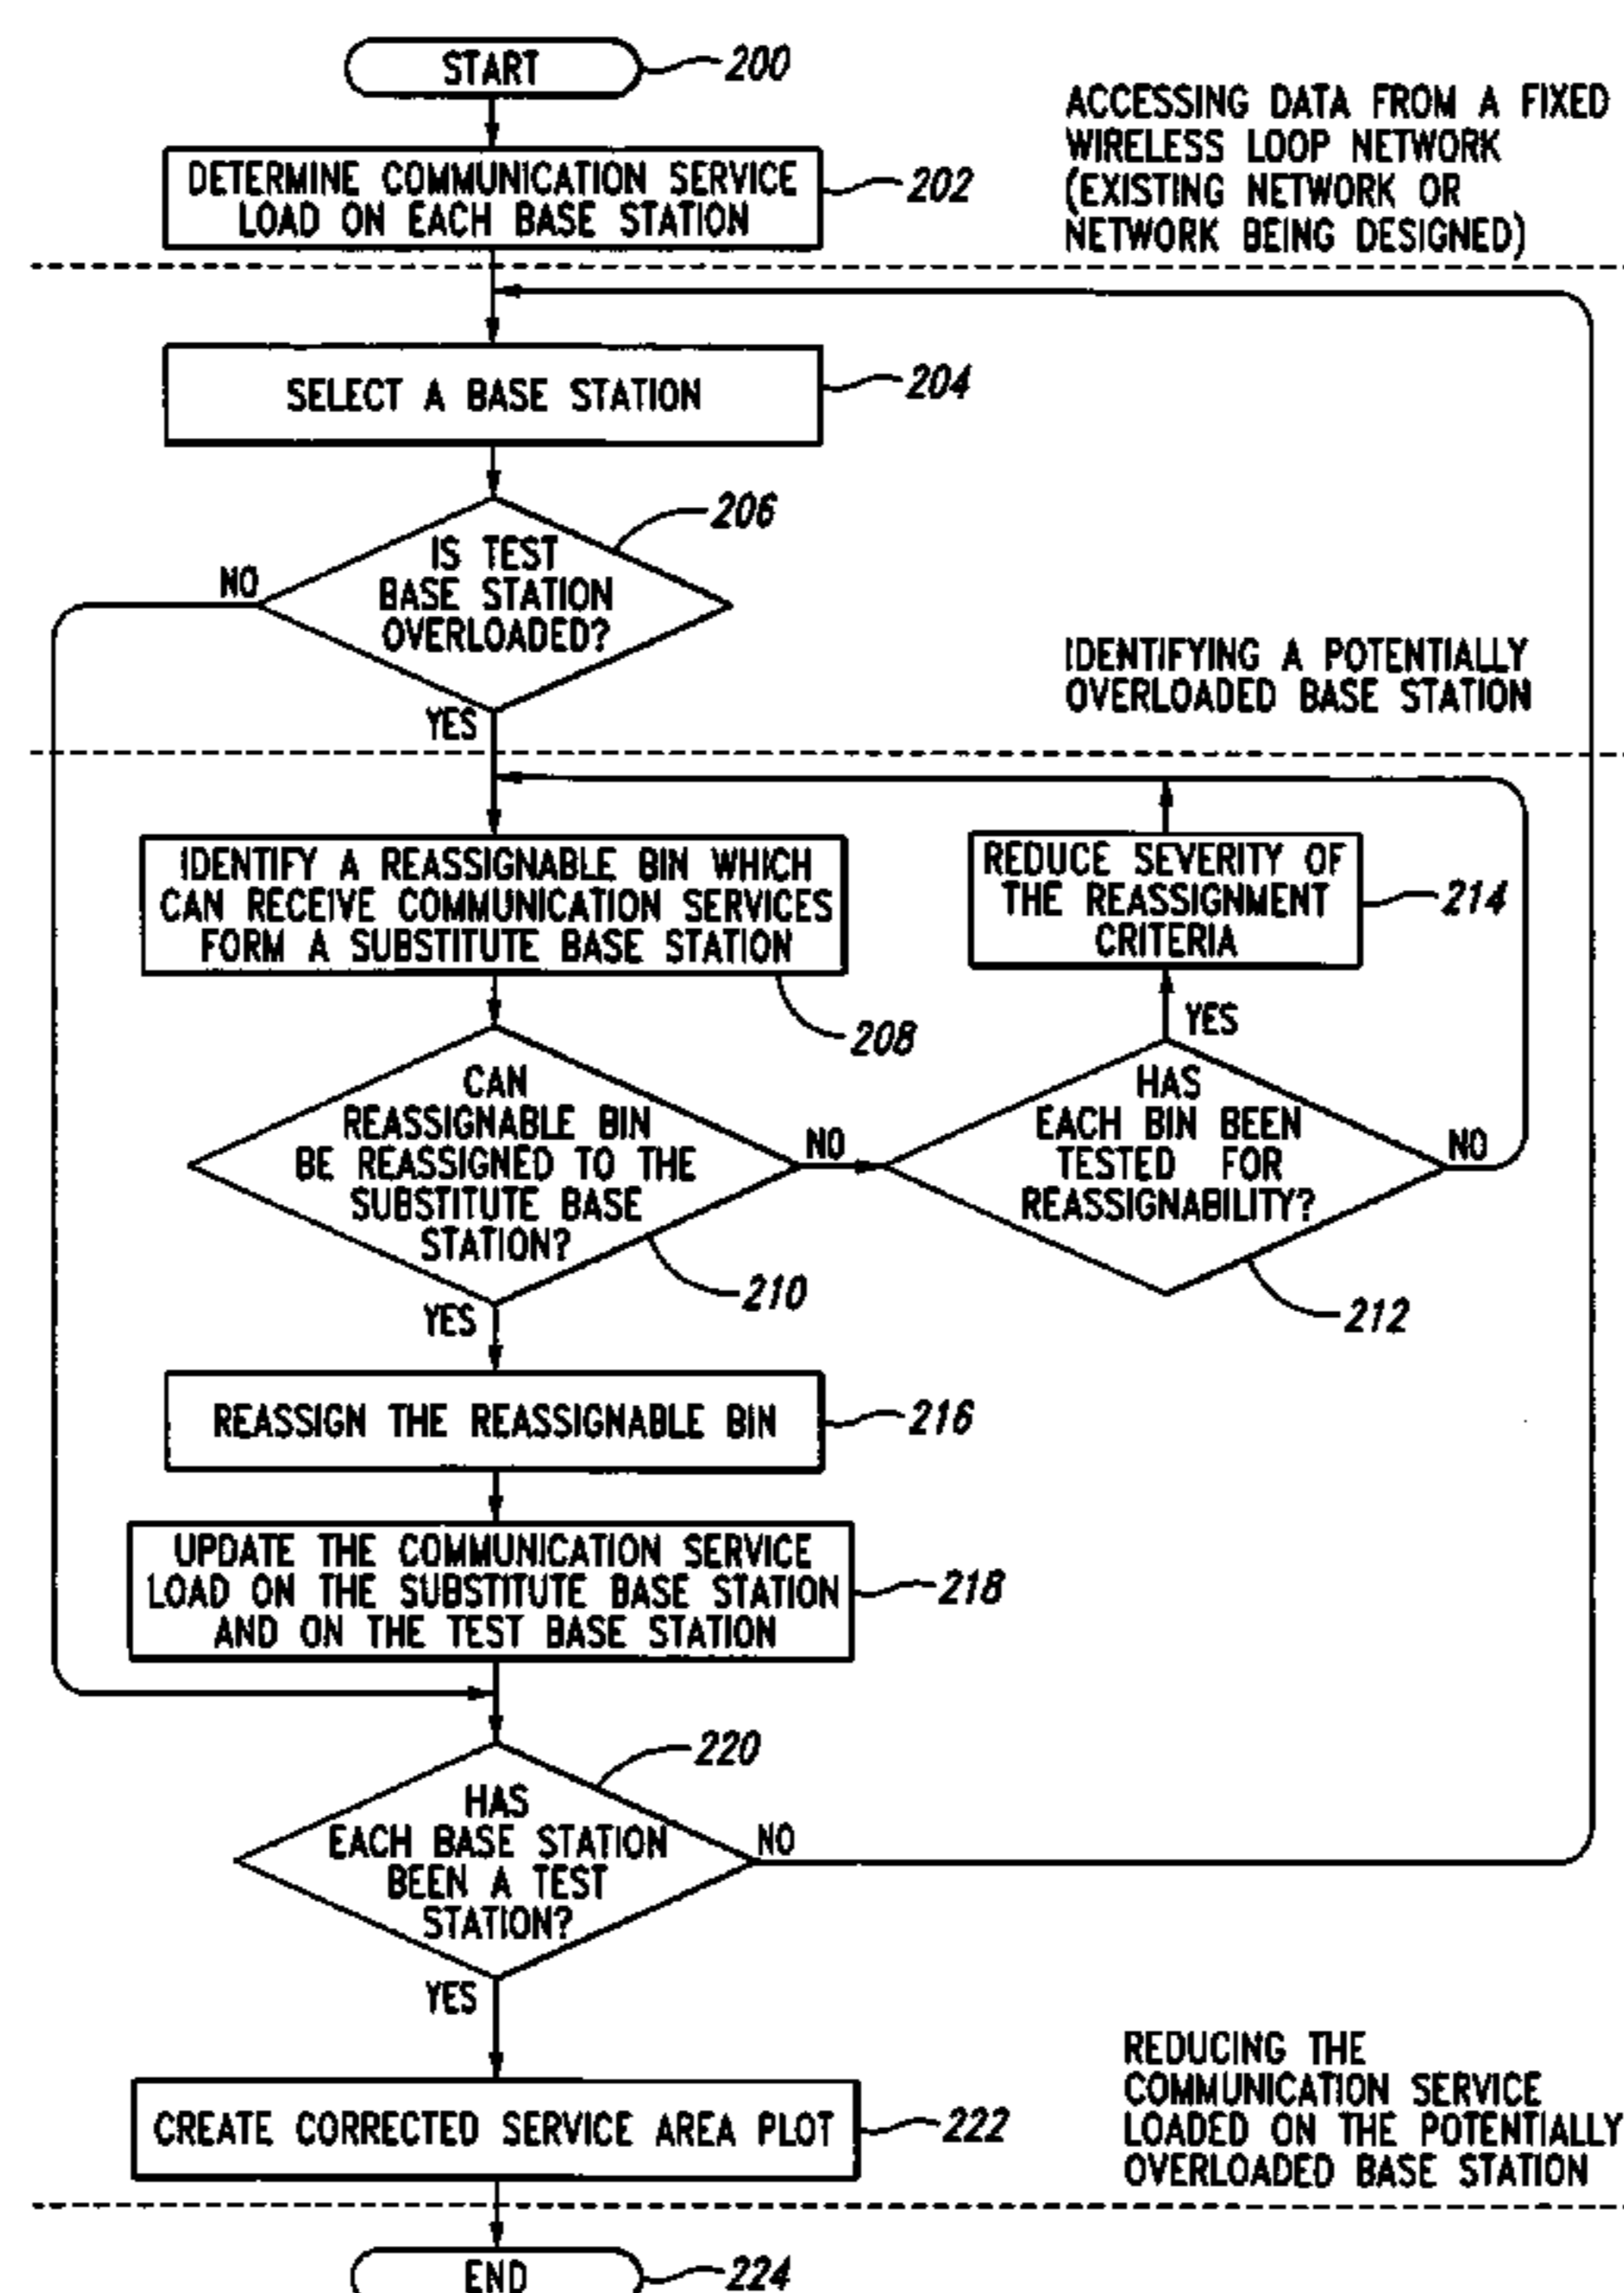 START
200
DETERMINE COMMUNICATION SERVICE
LOAD ON EACH BASE STATION
202
ACCESSING DATA FROM A FIXED
WIRELESS LOOP NETWORK
(EXISTING NETWORK OR
NETWORK BEING DESIGNED)
SELECT A BASE STATION
204
206
IS TEST
BASE STATION
OVERLOADED?
NO
YES
IDENTIFYING A POTENTIALLY
OVERLOADED BASE STATION
IDENTIFY A REASSIGNABLE BIN WHICH
CAN RECEIVE COMMUNICATION SERVICES
FORM A SUBSTITUTE BASE STATION
208
REDUCE SEVERITY OF
THE REASSIGNMENT
CRITERIA
214
YES
CAN
REASSIGNABLE BIN
BE REASSIGNED TO THE
SUBSTITUTE BASE
STATION?
NO
210
YES
HAS
EACH BIN BEEN
TESTED FOR
REASSIGNABILITY?
NO
212
REASSIGN THE REASSIGNABLE BIN
216
UPDATE THE COMMUNICATION SERVICE
LOAD ON THE SUBSTITUTE BASE STATION
AND ON THE TEST BASE STATION
218
220
HAS
EACH BASE STATION
BEEN A TEST
STATION?
NO
YES
CREATE CORRECTED SERVICE AREA PLOT
222
REDUCING THE
COMMUNICATION SERVICE
LOADED ON THE POTENTIALLY
OVERLOADED BASE STATION
END
224